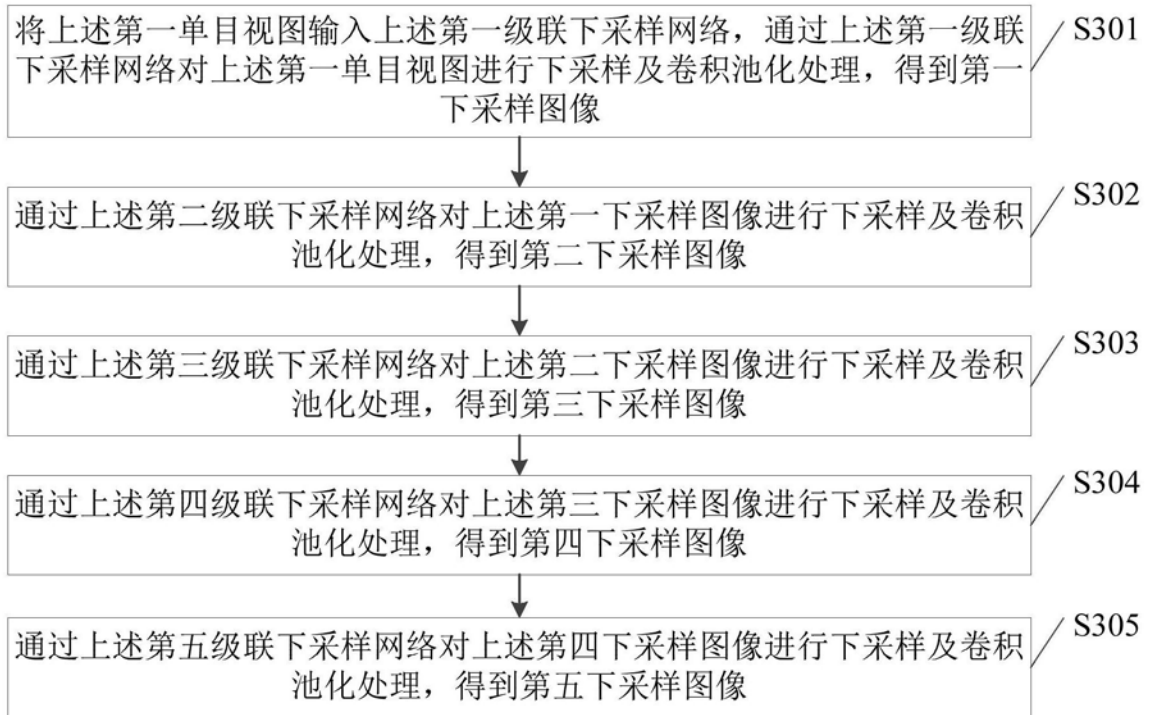 将上述第一单目视图输入上述第一级联下采样网络，通过上述第一级联
下采样网络对上述第一单目视图进行下采样及卷积池化处理，得到第一
下采样图像
S301
通过上述第二级联下采样网络对上述第一下采样图像进行下采样及卷积
池化处理，得到第二下采样图像
S302
通过上述第三级联下采样网络对上述第二下采样图像进行下采样及卷积
池化处理，得到第三下采样图像
S303
通过上述第四级联下采样网络对上述第三下采样图像进行下采样及卷积
池化处理，得到第四下采样图像
S304
通过上述第五级联下采样网络对上述第四下采样图像进行下采样及卷积
池化处理，得到第五下采样图像
S305